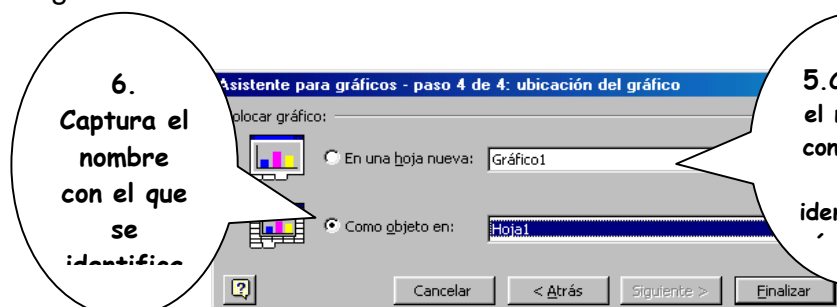 6.
Captura el
nombre
con el que
se
identifica
Asistente para gráficos - paso 4 de 4: ubicación del gráfico
olocar gráfico:
En una hoja nueva:
Gráfico1
Como objeto en:
Hoja1
Cancelar
< Atrás
Siguiente >
Finalizar
5.
el
con